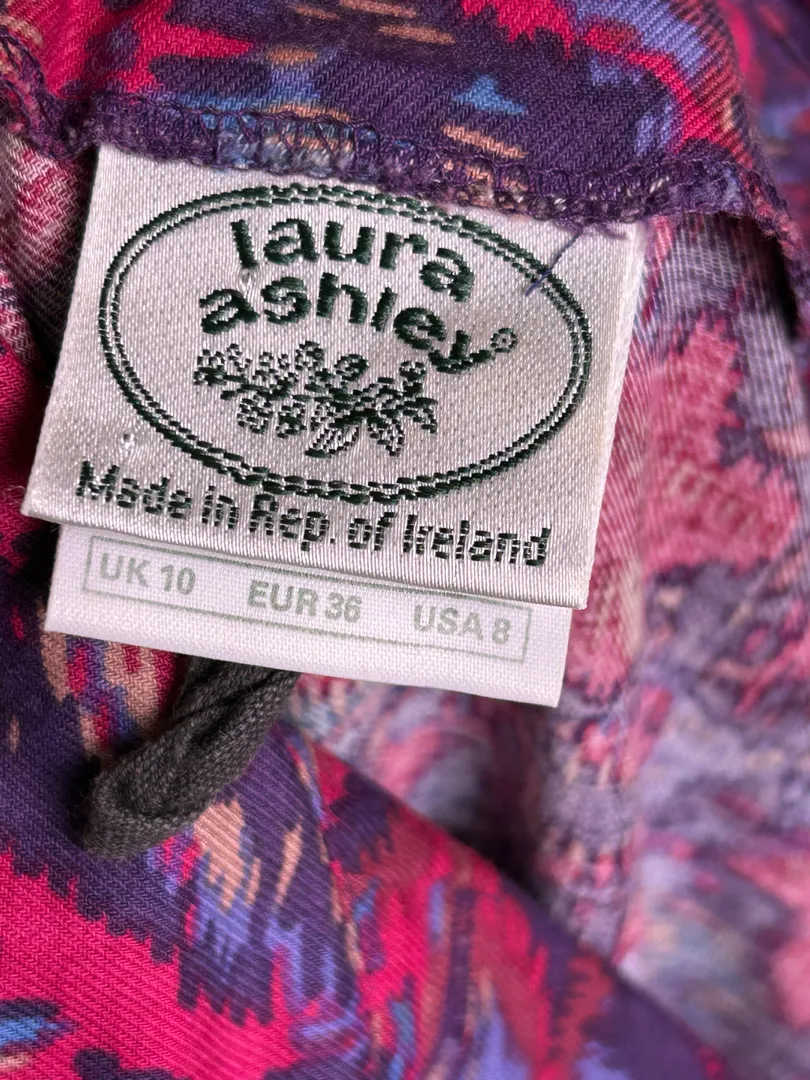 laura
ashley®
Made in Rep. of Ireland
UK 10 EUR 36 USA 8